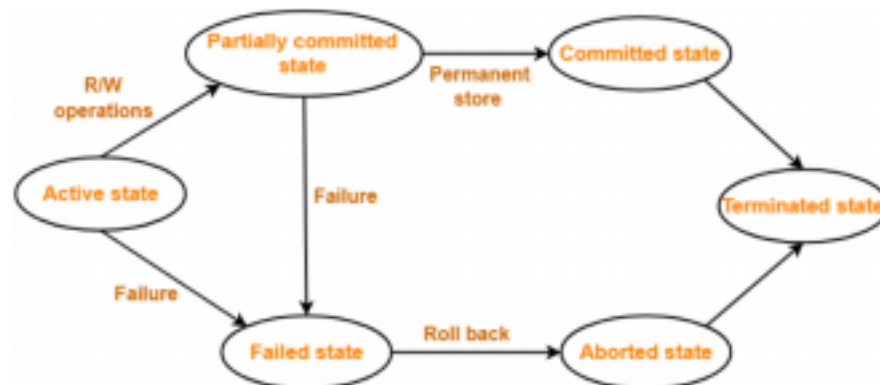 Partially committed
state
Committed state
R/W
operations
Permanent
store
Active state
Failure
Terminated state
Failure
Roll back
Failed state
Aborted state